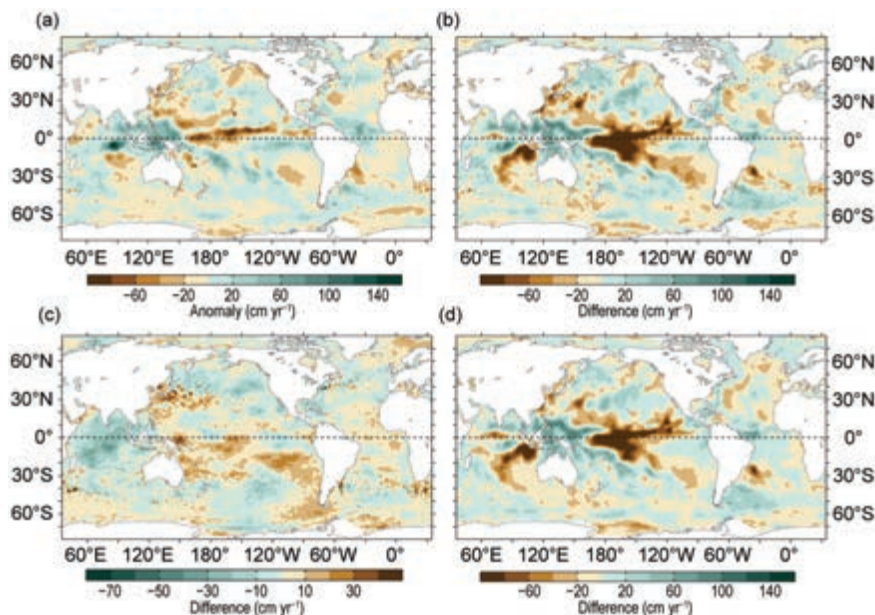 (a) (b)
60°N 60°N
30°N 30°N
0° 0°
30°S 30°S
60°S 60°S
60°E 120°E 180° 120°W 60°W 0° 60°E 120°E 180° 120°W 60°W 0°
−60 −20 20 60 100 140 −60 −20 20 60 100 140
Anomaly (cm yr⁻¹) Difference (cm yr⁻¹)
(c) (d)
60°N 60°N
30°N 30°N
0° 0°
30°S 30°S
60°S 60°S
60°E 120°E 180° 120°W 60°W 0° 60°E 120°E 180° 120°W 60°W 0°
−70 −50 −30 −10 10 30 −60 −20 20 60 100 140
Difference (cm yr⁻¹) Difference (cm yr⁻¹)